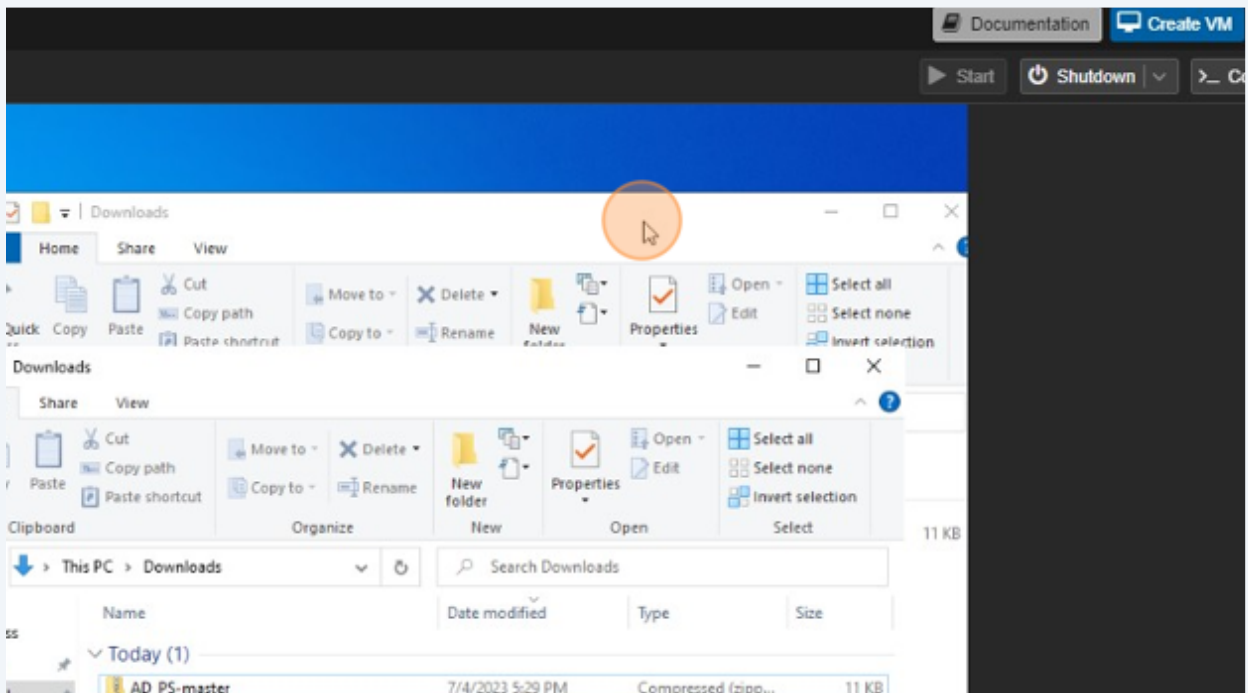 Documentation Create VM
Start Shutdown
Downloads
Home Share View
Cut
Copy path
Paste shortcut
Quick Copy Paste
Move to
Copy to
Delete
Rename
New
folder
Properties
Open
Edit
Select all
Select none
Invert selection
Downloads
Share View
Cut
Copy path
Paste shortcut
Paste
Move to
Copy to
Delete
Rename
New
folder
Properties
Open
Edit
Select all
Select none
Invert selection
Clipboard Organize New Open Select
11 KB
This PC > Downloads Search Downloads
Name Date modified Type Size
Today (1)
AD_PS-master 7/4/2023 5:29 PM Compressed (zipp... 11 KB